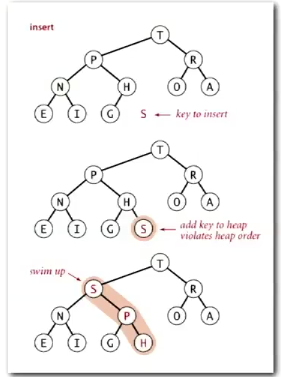 insert
T
P R
N H O A
E I G S ← key to insert
T
P R
N H O A
E I G S add key to heap
violates heap order
swim up
T
S R
N P O A
E I G H